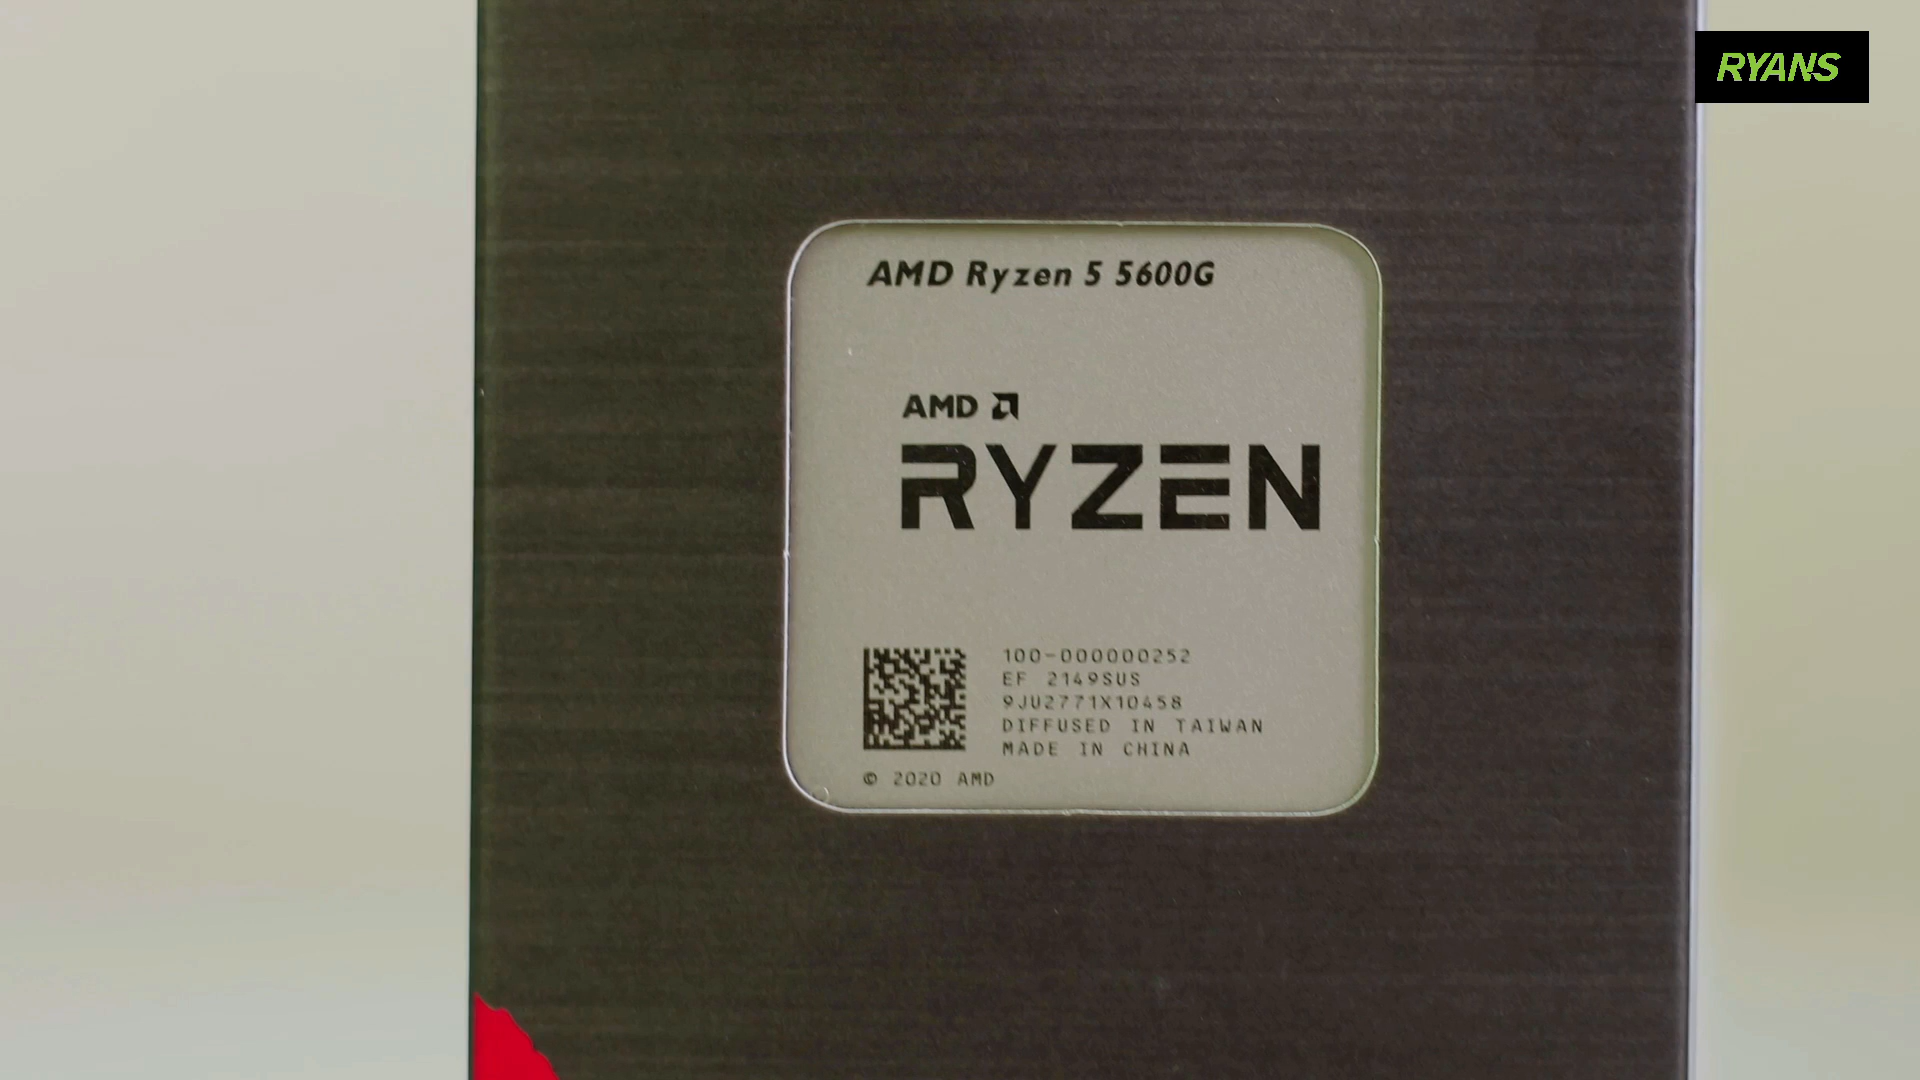 RYANS
AMD Ryzen 5 5600G
AMD
RYZEN
100-000000252
EF 2149SUS
9JU2771X10458
DIFFUSED IN TAIWAN
MADE IN CHINA
© 2020 AMD